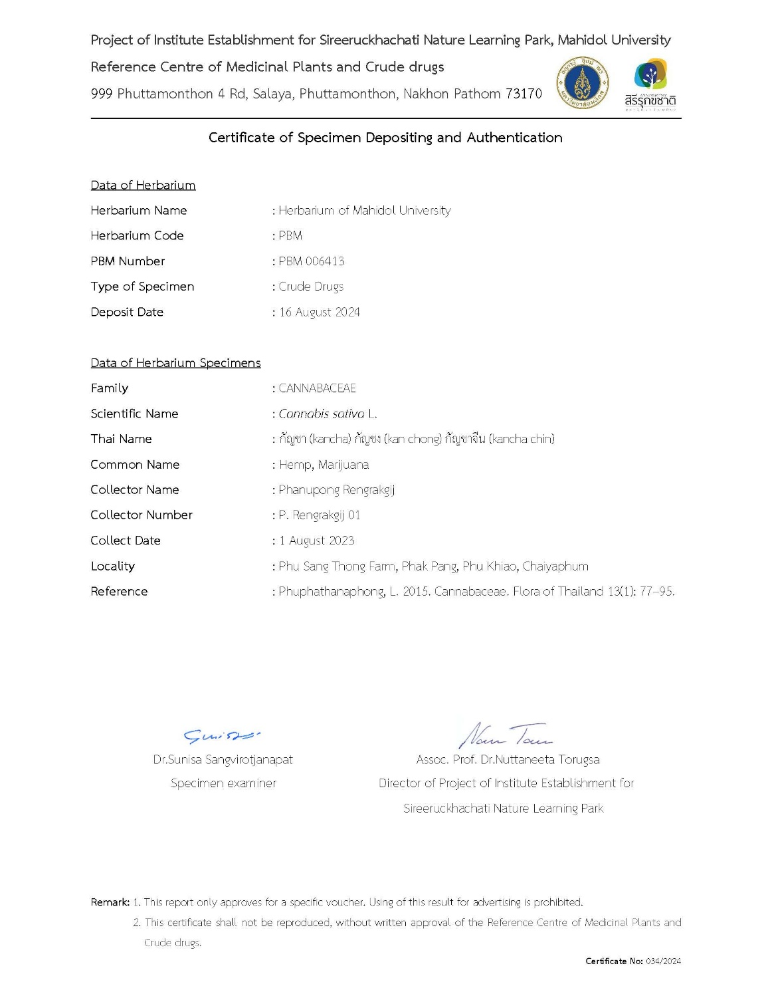 Project of Institute Establishment for Sireeruckhachati Nature Learning Park, Mahidol University
Reference Centre of Medicinal Plants and Crude drugs
999 Phuttamonthon 4 Rd, Salaya, Phuttamonthon, Nakhon Pathom 73170
สิรีรุกขชาติ
Certificate of Specimen Depositing and Authentication
Data of Herbarium
Herbarium Name : Herbarium of Mahidol University
Herbarium Code : PBM
PBM Number : PBM 006413
Type of Specimen : Crude Drugs
Deposit Date : 16 August 2024
Data of Herbarium Specimens
Family : CANNABACEAE
Scientific Name : Cannabis sativa L.
Thai Name : กัญชา (kancha) กัญชง (kan chong) กัญชาจีน (kancha chin)
Common Name : Hemp, Marijuana
Collector Name : Phanupong Rengrakgij
Collector Number : P. Rengrakgij 01
Collect Date : 1 August 2023
Locality : Phu Sang Thong Farm, Phak Pang, Phu Khiao, Chaiyaphum
Reference : Phuphathanaphong, L. 2015. Cannabaceae. Flora of Thailand 13(1): 77–95.
Dr.Sunisa Sangvirotjanapat Assoc. Prof. Dr.Nuttaneeta Torugsa
Specimen examiner Director of Project of Institute Establishment for
Sireeruckhachati Nature Learning Park
Remark: 1. This report only approves for a specific voucher. Using of this result for advertising is prohibited.
2. This certificate shall not be reproduced, without written approval of the Reference Centre of Medicinal Plants and
Crude drugs.
Certificate No: 034/2024